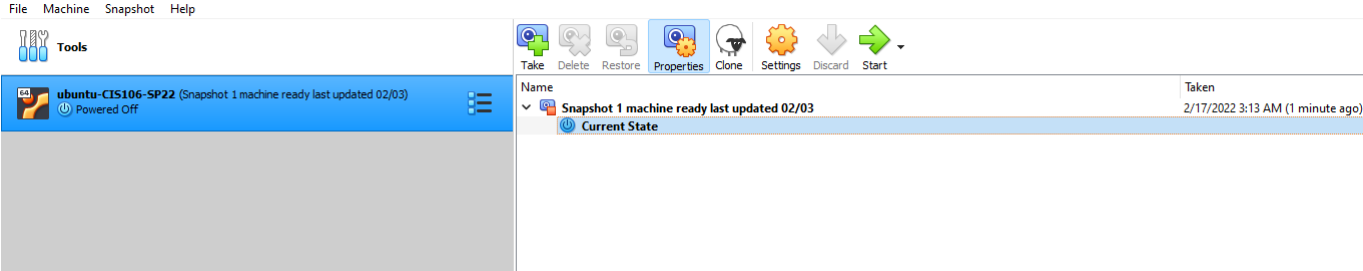 File Machine Snapshot Help
Tools
Take Delete Restore Properties Clone Settings Discard Start
64
ubuntu-CIS106-SP22 (Snapshot 1 machine ready last updated 02/03)
Powered Off
Name Taken
Snapshot 1 machine ready last updated 02/03 2/17/2022 3:13 AM (1 minute ago)
Current State